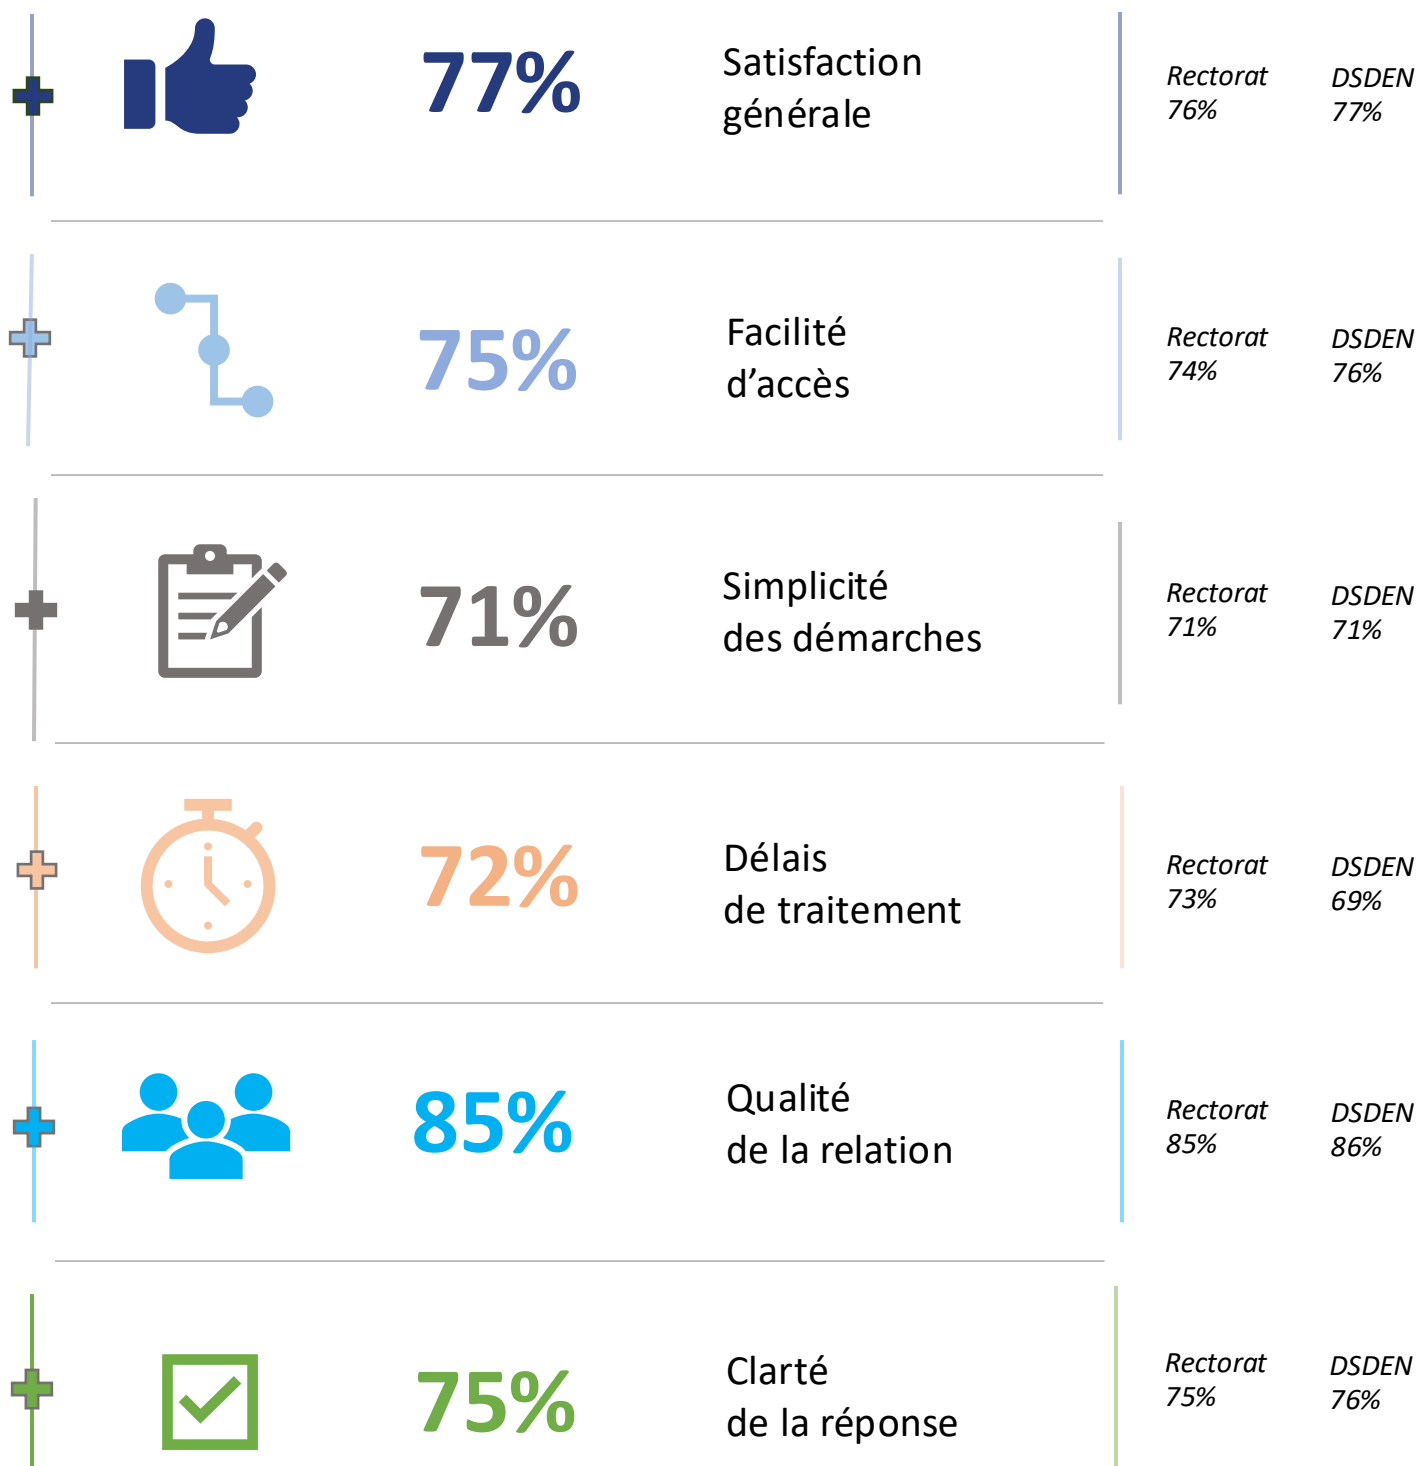 77%
Satisfaction
générale
Rectorat
76%
DSDEN
77%
75%
Facilité
d’accès
Rectorat
74%
DSDEN
76%
71%
Simplicité
des démarches
Rectorat
71%
DSDEN
71%
72%
Délais
de traitement
Rectorat
73%
DSDEN
69%
85%
Qualité
de la relation
Rectorat
85%
DSDEN
86%
75%
Clarté
de la réponse
Rectorat
75%
DSDEN
76%